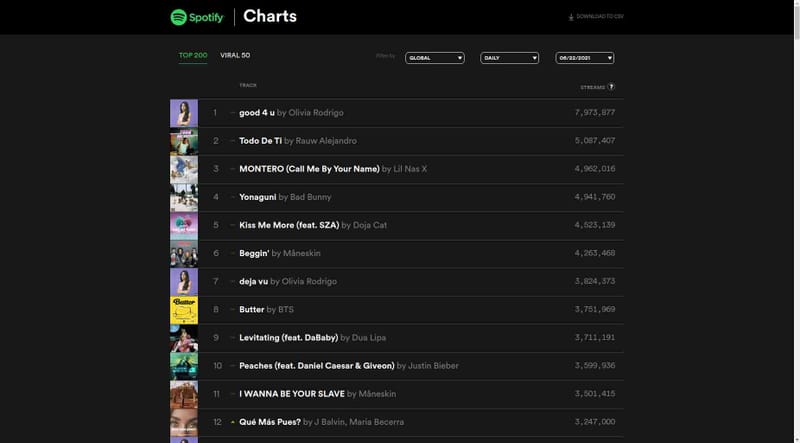 Spotify Charts
DOWNLOAD TO CSV
TOP 200 VIRAL 50 Filter by GLOBAL DAILY 06/22/2021
TRACK STREAMS ?
1 good 4 u by Olivia Rodrigo 7,973,877
2 Todo De Ti by Rauw Alejandro 5,087,407
3 MONTERO (Call Me By Your Name) by Lil Nas X 4,962,016
4 Yonaguni by Bad Bunny 4,941,760
5 Kiss Me More (feat. SZA) by Doja Cat 4,523,139
6 Beggin' by Måneskin 4,263,468
7 deja vu by Olivia Rodrigo 3,824,373
8 Butter by BTS 3,751,969
9 Levitating (feat. DaBaby) by Dua Lipa 3,711,191
10 Peaches (feat. Daniel Caesar & Giveon) by Justin Bieber 3,599,936
11 I WANNA BE YOUR SLAVE by Måneskin 3,501,415
12 Qué Más Pues? by J Balvin, Maria Becerra 3,247,000